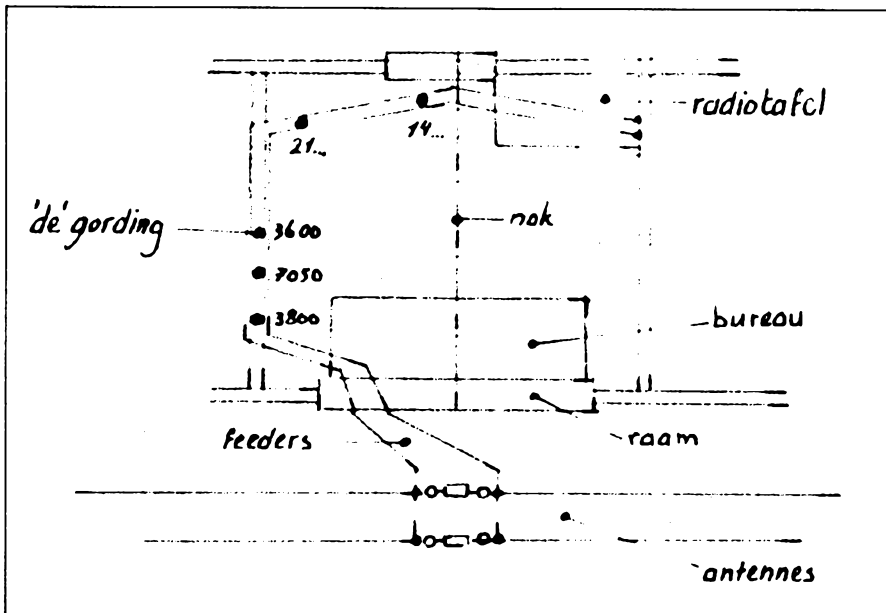 radiotafel
14...
21...
'de' gording
3600
nok
7050
3800
bureau
feeders
raam
antennes